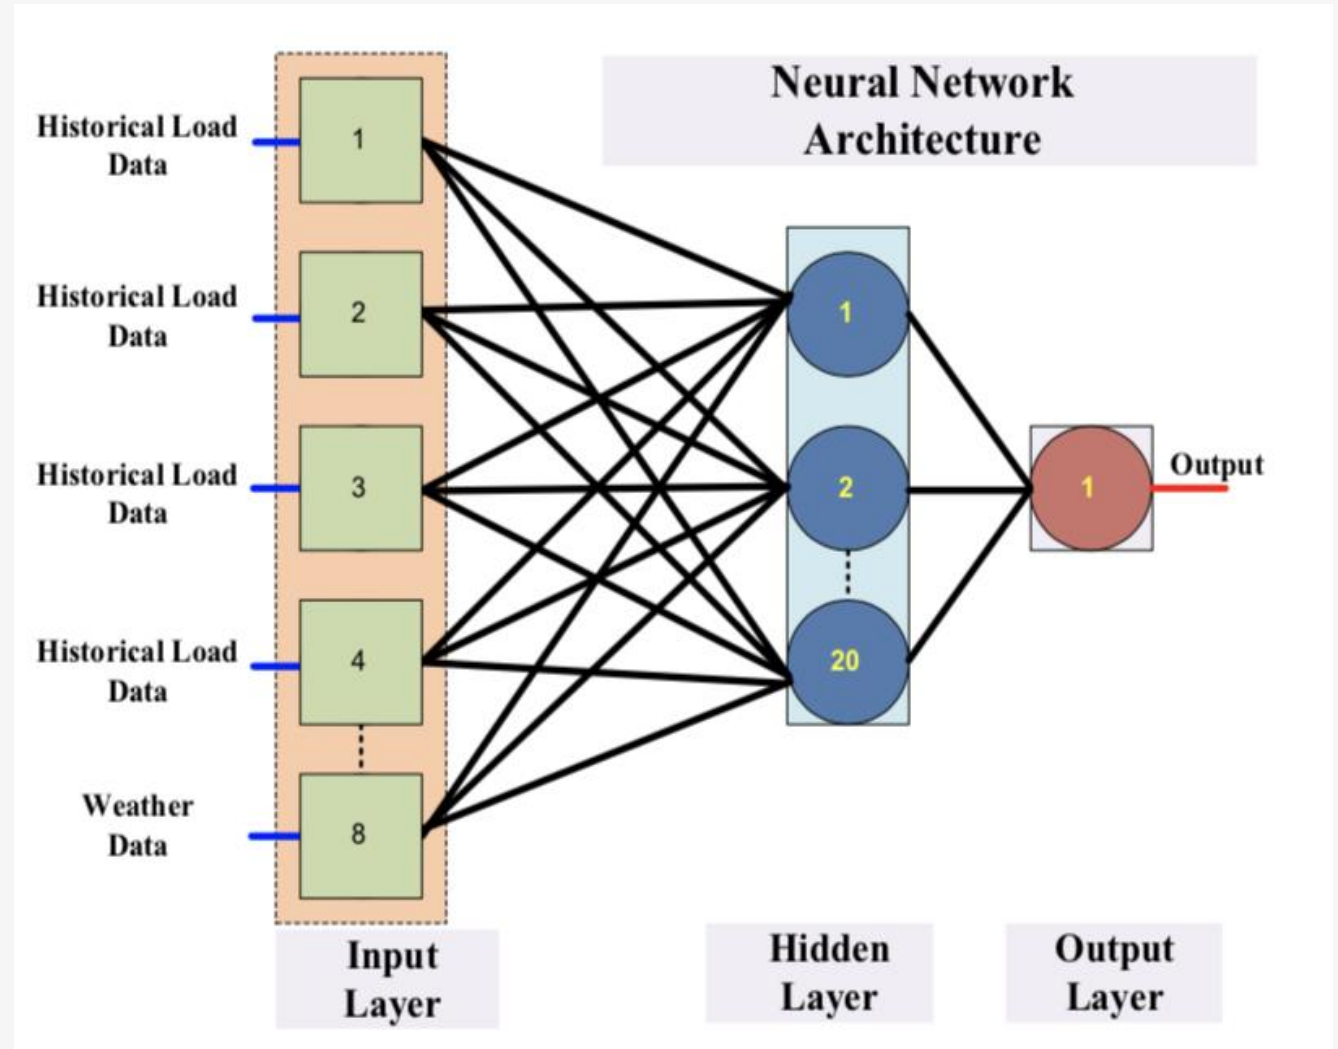 Neural Network
Architecture
Historical Load
Data
1
Historical Load
Data
2
Historical Load
Data
3
Historical Load
Data
4
Weather
Data
8
1
2
20
1
Output
Input
Layer
Hidden
Layer
Output
Layer